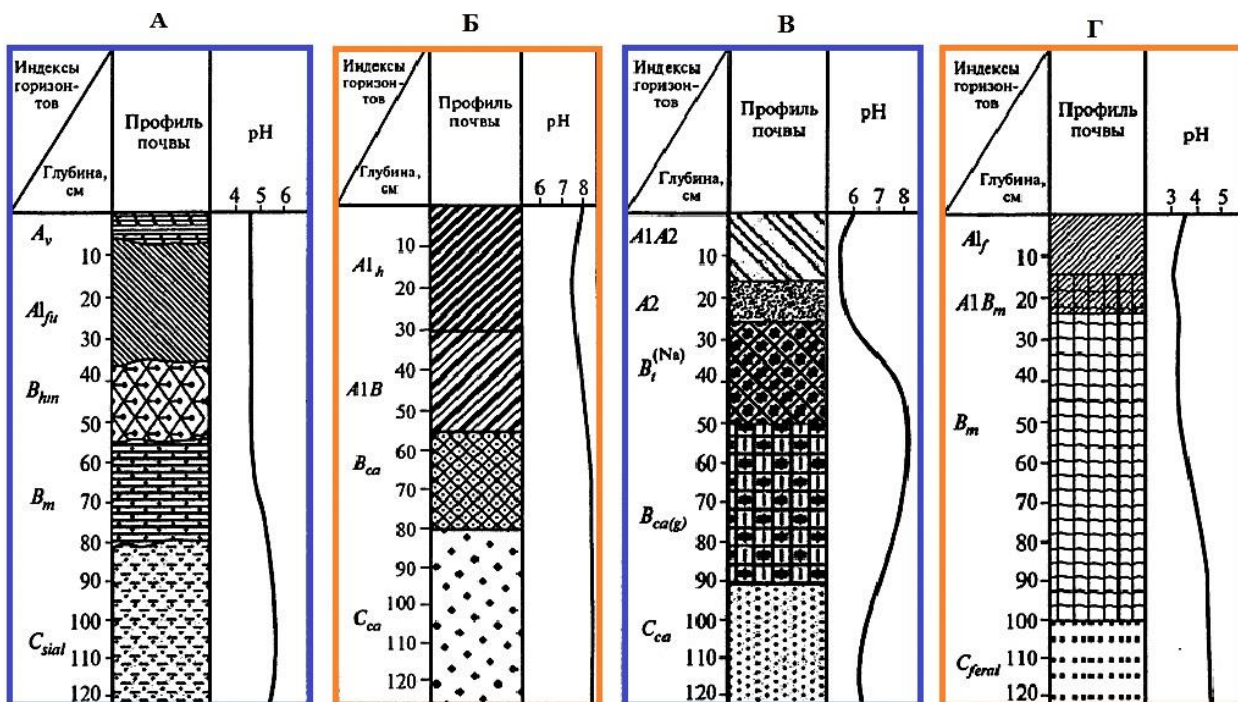 А
Индексы
горизон-
тов
Глубина,
см
Профиль
почвы
pH
4 5 6
Av
10
A1fu
20
30
Bhm
40
50
60
Bm
70
80
90
100
Csial
110
120
Б
Индексы
горизон-
тов
Глубина,
см
Профиль
почвы
pH
6 7 8
10
A1h
20
30
40
A1B
50
60
Bca
70
80
90
100
Cca
110
120
В
Индексы
горизон-
тов
Глубина,
см
Профиль
почвы
pH
6 7 8
A1A2
10
A2
20
30
Bt(Na)
40
50
60
70
Bca(g)
80
90
100
Cca
110
120
Г
Индексы
горизон-
тов
Глубина,
см
Профиль
почвы
pH
3 4 5
A1f
10
A1Bm
20
30
40
Bm
50
60
70
80
90
100
Cferal
110
120